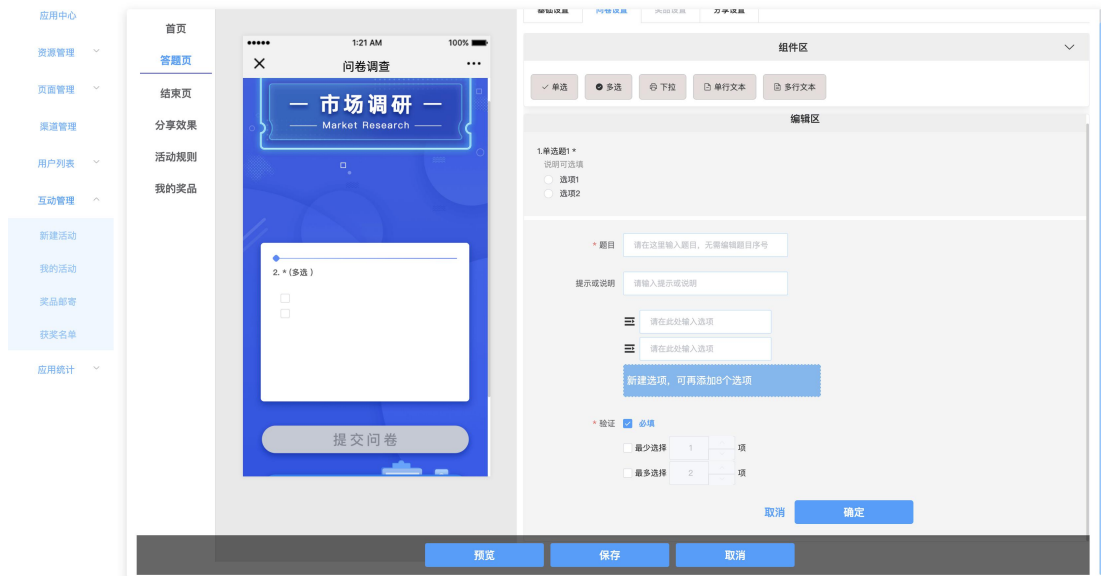 应用中心
资源管理
页面管理
渠道管理
用户列表
互动管理
新建活动
我的活动
奖品邮寄
获奖名单
应用统计
首页
答题页
结束页
分享效果
活动规则
我的奖品
1:21 AM 100%
问卷调查
市场调研
Market Research
2. * (多选 )
提交问卷
基础设置 问卷设置 奖品设置 分享设置
组件区
单选 多选 下拉 单行文本 多行文本
编辑区
1.单选题1 *
说明可选填
选项1
选项2
* 题目 请在这里输入题目，无需编辑题目序号
提示或说明 请输入提示或说明
请在此处输入选项
请在此处输入选项
新建选项，可再添加8个选项
* 验证 必填
最少选择 1 项
最多选择 2 项
取消 确定
预览 保存 取消